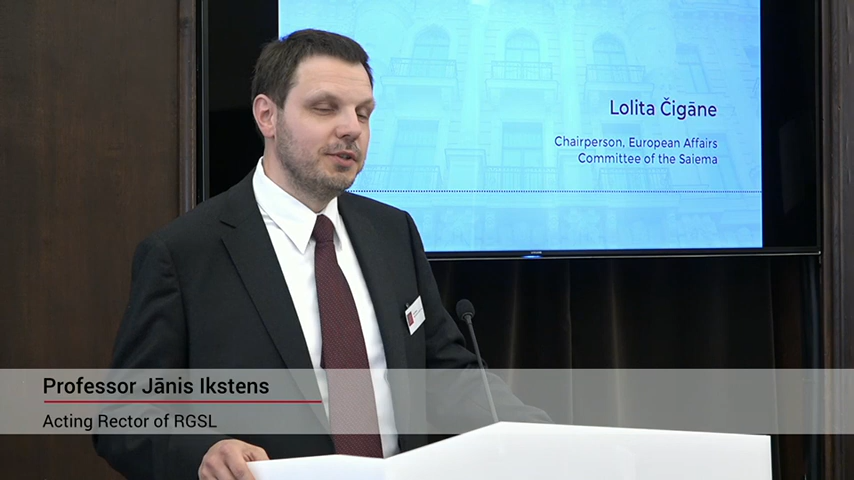 Lolita Čigāne
Chairperson, European Affairs
Committee of the Saiema
Professor Jānis Ikstens
Acting Rector of RGSL